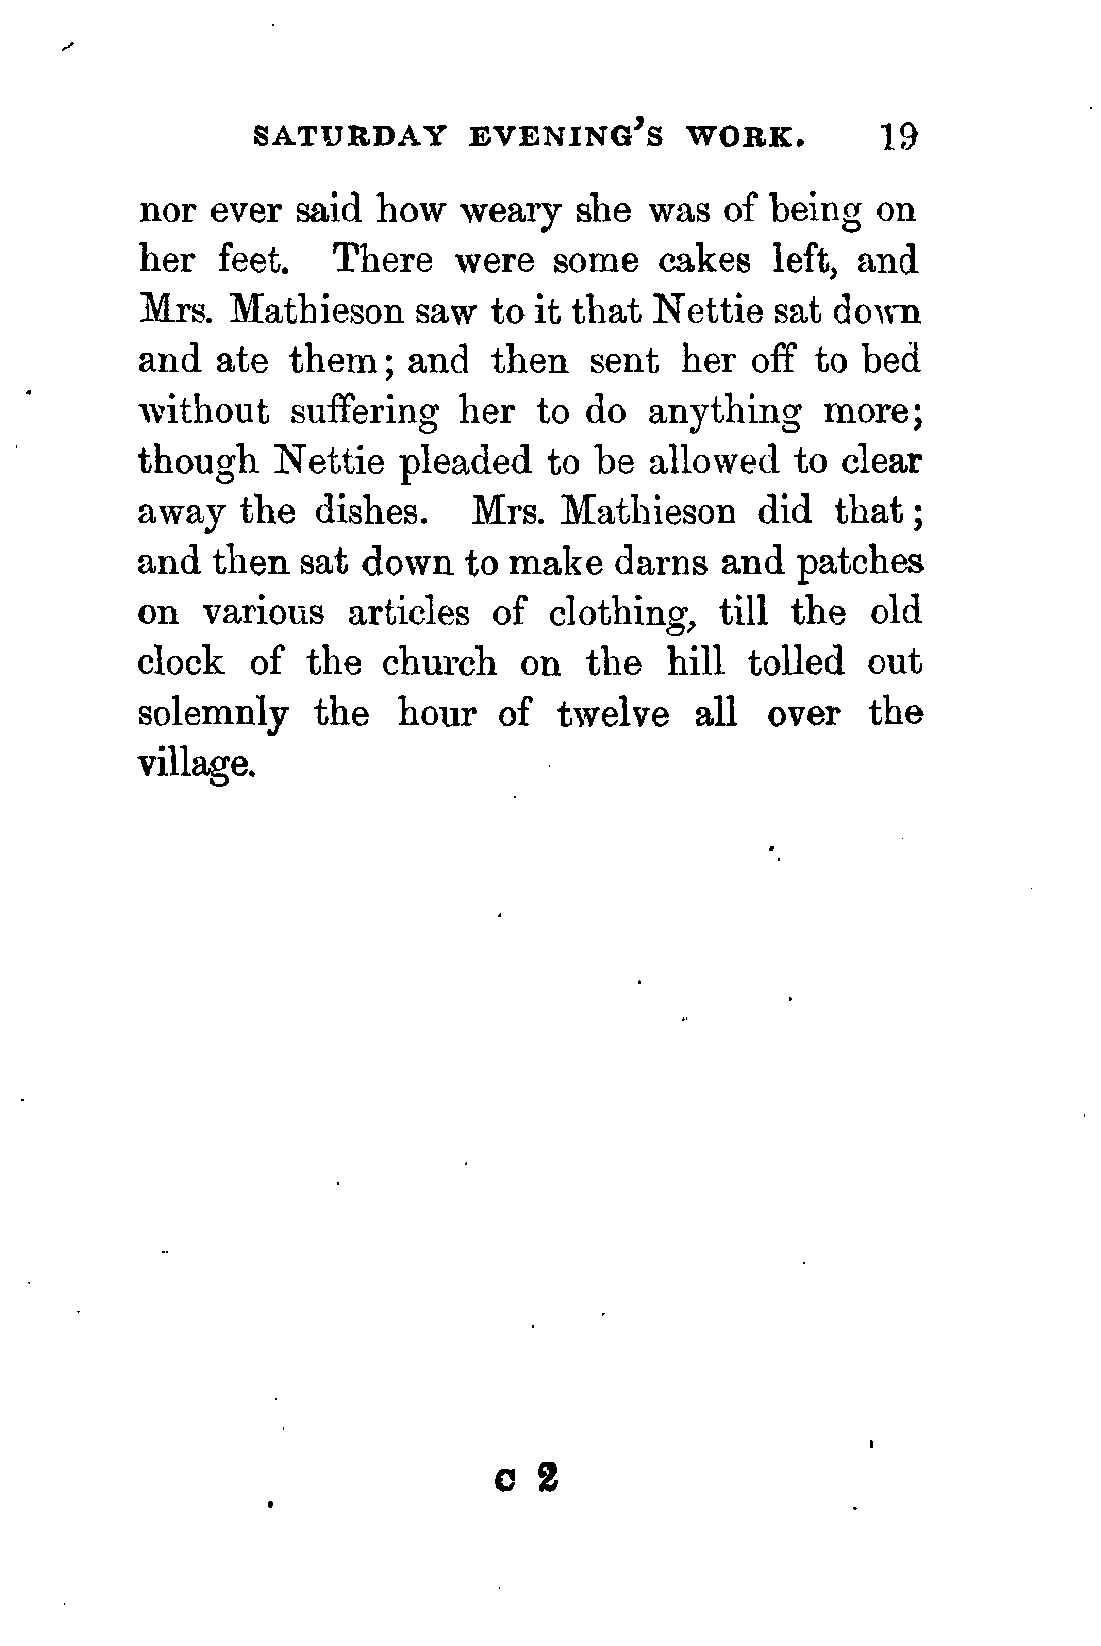 SATURDAY EVENING'S WORK. 19
nor ever said how weary she was of being on
her feet. There were some cakes left, and
Mrs. Mathieson saw to it that Nettie sat down
and ate them; and then sent her off to bed
without suffering her to do anything more;
though Nettie pleaded to be allowed to clear
away the dishes. Mrs. Mathieson did that;
and then sat down to make darns and patches
on various articles of clothing, till the old
clock of the church on the hill tolled out
solemnly the hour of twelve all over the
village.
C 2